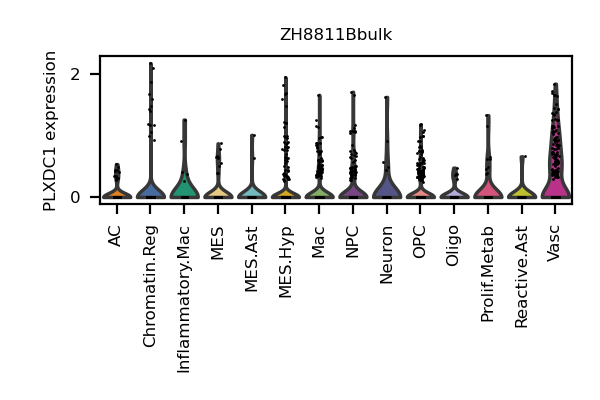 ZH8811Bbulk
PLXDC1 expression
2
0
AC
Chromatin.Reg
Inflammatory.Mac
MES
MES.Ast
MES.Hyp
Mac
NPC
Neuron
OPC
Oligo
Prolif.Metab
Reactive.Ast
Vasc